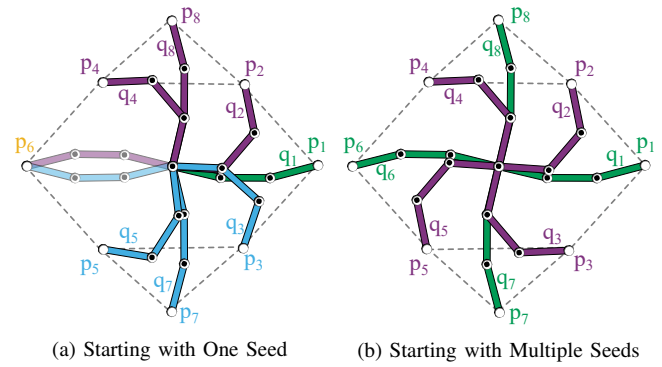 p₈ p₈
p₄ q₈ p₂ p₄ q₈ p₂
q₄ q₂ q₄ q₂
p₆ q₁ p₁ p₆ q₆ q₁ p₁
q₅ q₃ q₅ q₃
p₅ q₇ p₃ p₅ q₇ p₃
p₇ p₇
(a) Starting with One Seed (b) Starting with Multiple Seeds